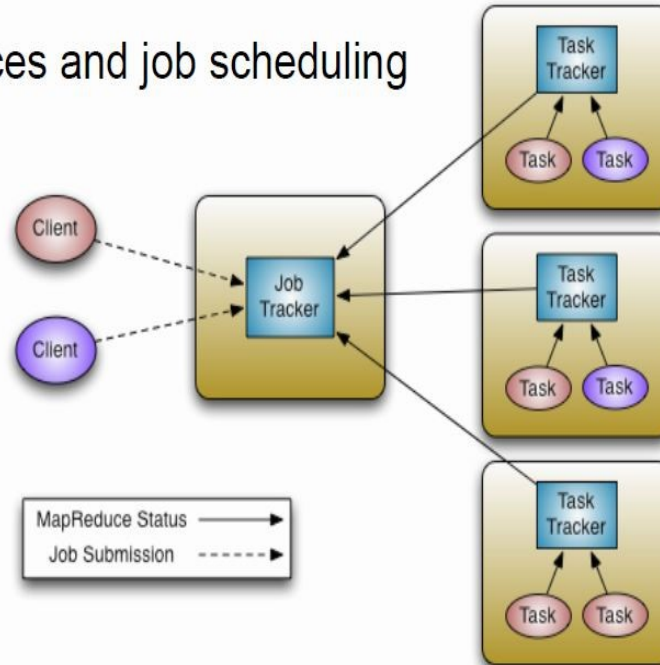 ces and job scheduling
Client
Client
Job
Tracker
Task
Tracker
Task Task
Task
Tracker
Task Task
Task
Tracker
Task Task
MapReduce Status
Job Submission